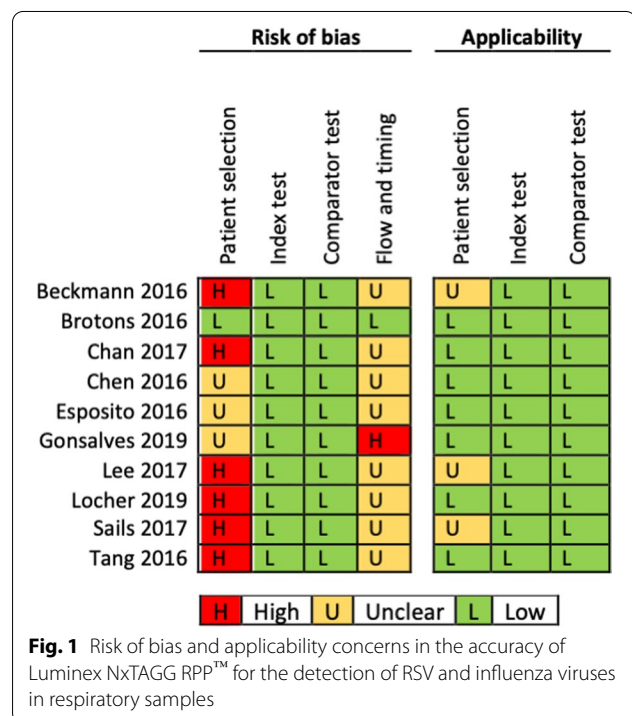 Risk of bias Applicability
Patient selection Index test Comparator test Flow and timing Patient selection Index test Comparator test
Beckmann 2016 H L L U U L L
Brotons 2016 L L L L L L L
Chan 2017 H L L U L L L
Chen 2016 U L L U L L L
Esposito 2016 U L L U L L L
Gonsalves 2019 U L L H L L L
Lee 2017 H L L U U L L
Locher 2019 H L L U L L L
Sails 2017 H L L U U L L
Tang 2016 H L L U L L L
H High U Unclear L Low
Fig. 1 Risk of bias and applicability concerns in the accuracy of
Luminex NxTAGG RPP™ for the detection of RSV and influenza viruses
in respiratory samples